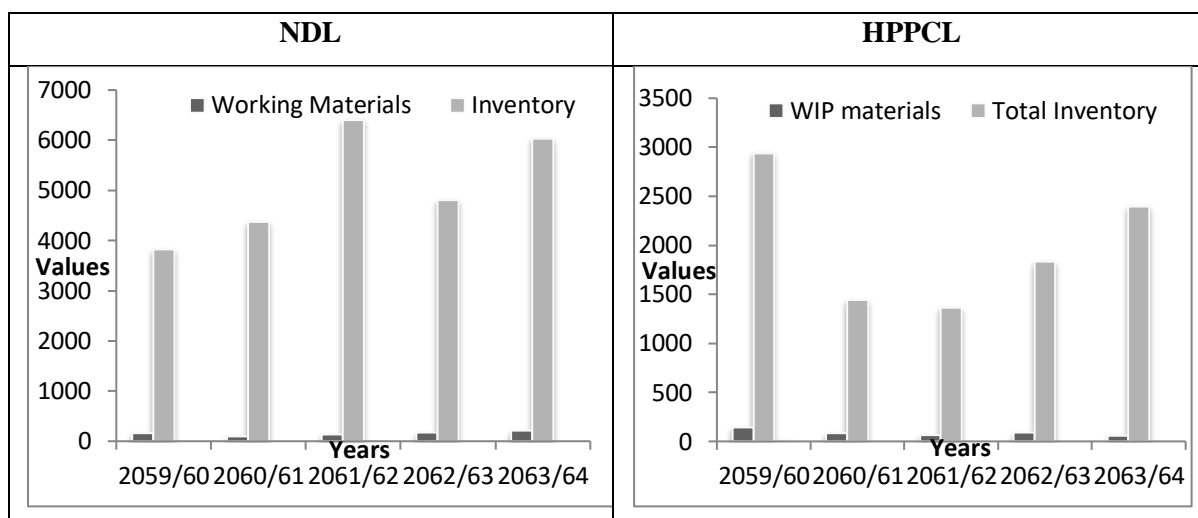 NDL
HPPCL
7000
6000
5000
4000
3000
2000
1000
0
Working Materials Inventory
Values
Years
2059/60 2060/61 2061/62 2062/63 2063/64
3500
3000
2500
2000
1500
1000
500
0
WIP materials Total Inventory
Values
Years
2059/60 2060/61 2061/62 2062/63 2063/64